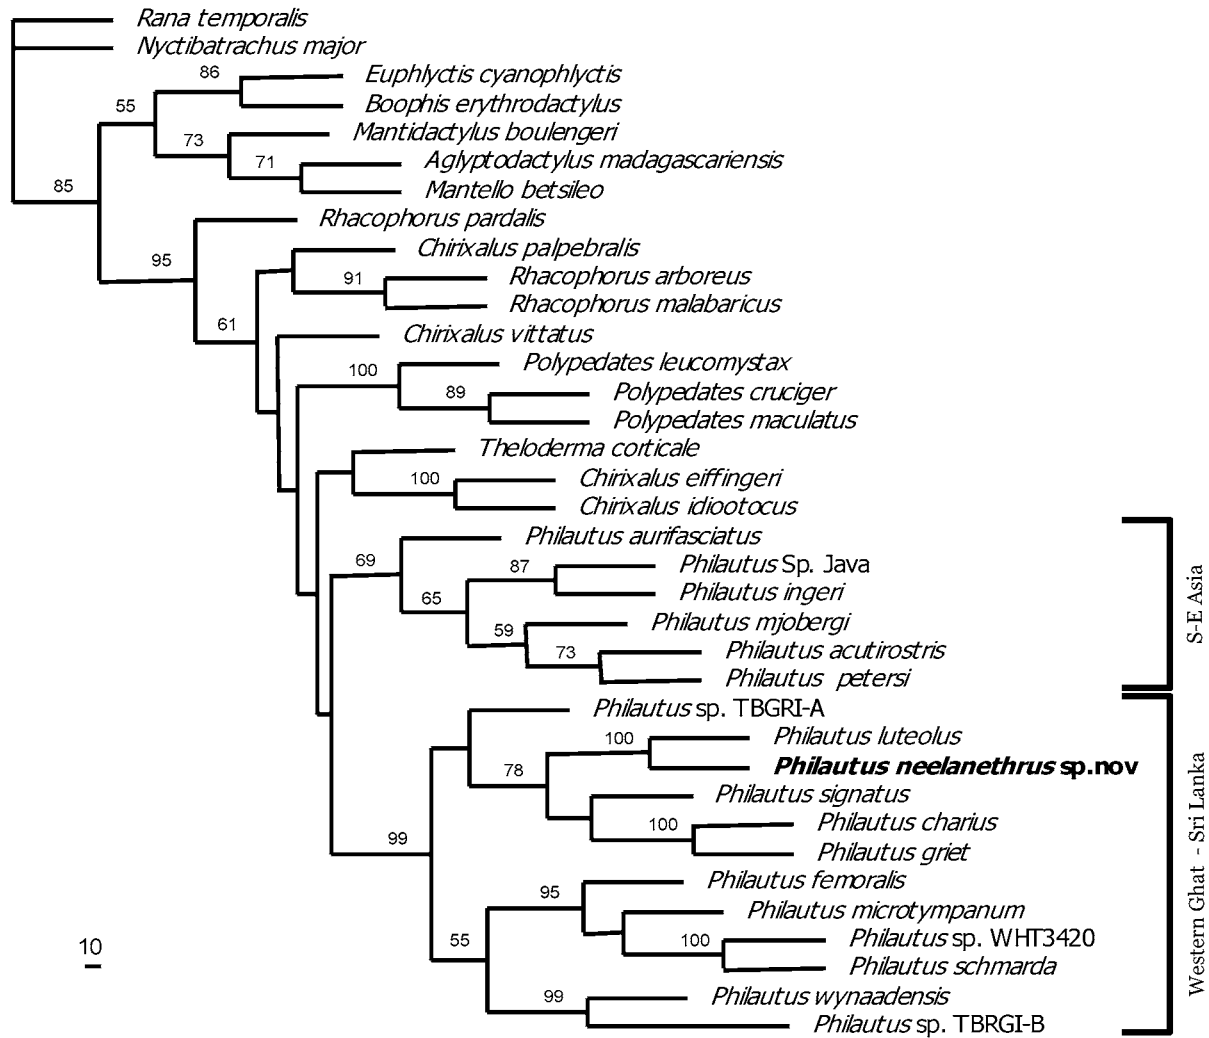 Rana temporalis
Nyctibatrachus major
86
Euphlyctis cyanophlyctis
55
Boophis erythrodactylus
73
Mantidactylus boulengeri
71
Aglyptodactylus madagascariensis
85
Mantello betsileo
Rhacophorus pardalis
95
Chirixalus palpebralis
91
Rhacophorus arboreus
Rhacophorus malabaricus
61
Chirixalus vittatus
100
Polypedates leucomystax
89
Polypedates cruciger
Polypedates maculatus
Theloderma corticale
100
Chirixalus eiffingeri
Chirixalus idiootocus
Philautus aurifasciatus
69
87
Philautus Sp. Java
65
Philautus ingeri
59
Philautus mjobergi
73
Philautus acutirostris
Philautus petersi
S-E Asia
Philautus sp. TBGRI-A
100
Philautus luteolus
78
Philautus neelanethrus sp.nov
Philautus signatus
100
Philautus charius
99
Philautus griet
95
Philautus femoralis
Philautus microtympanum
55
100
Philautus sp. WHT3420
Philautus schmarda
99
Philautus wynaadensis
Philautus sp. TBRGI-B
Western Ghat - Sri Lanka
10